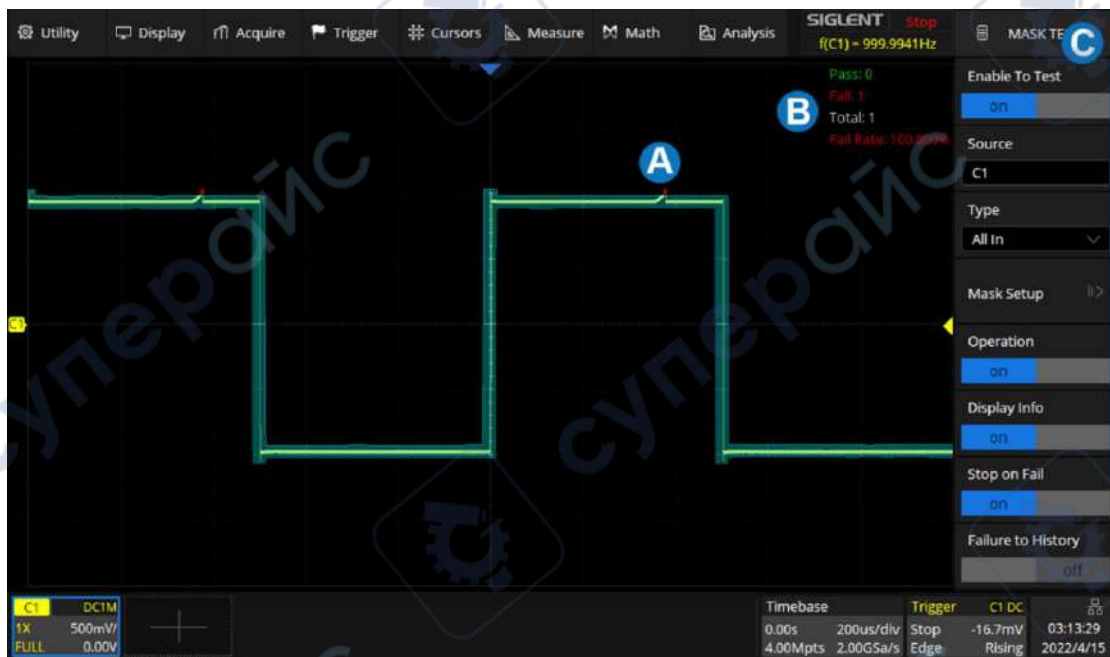 Utility Display Acquire Trigger Cursors Measure Math Analysis
SIGLENT Stop
f(C1) = 999.9941Hz
MASK TE
C
Pass: 0
Fail: 1
Total: 1
Fail Rate: 100.000%
B
A
Enable To Test
on
Source
C1
Type
All In
Mask Setup
Operation
on
Display Info
on
Stop on Fail
on
Failure to History
off
C1
C1 DC1M
1X 500mV/
FULL 0.00V
Timebase
0.00s 200us/div
4.00Mpts 2.00GSa/s
Trigger C1 DC
Stop -16.7mV
Edge Rising
03:13:29
2022/4/15
суперайс
суперайс